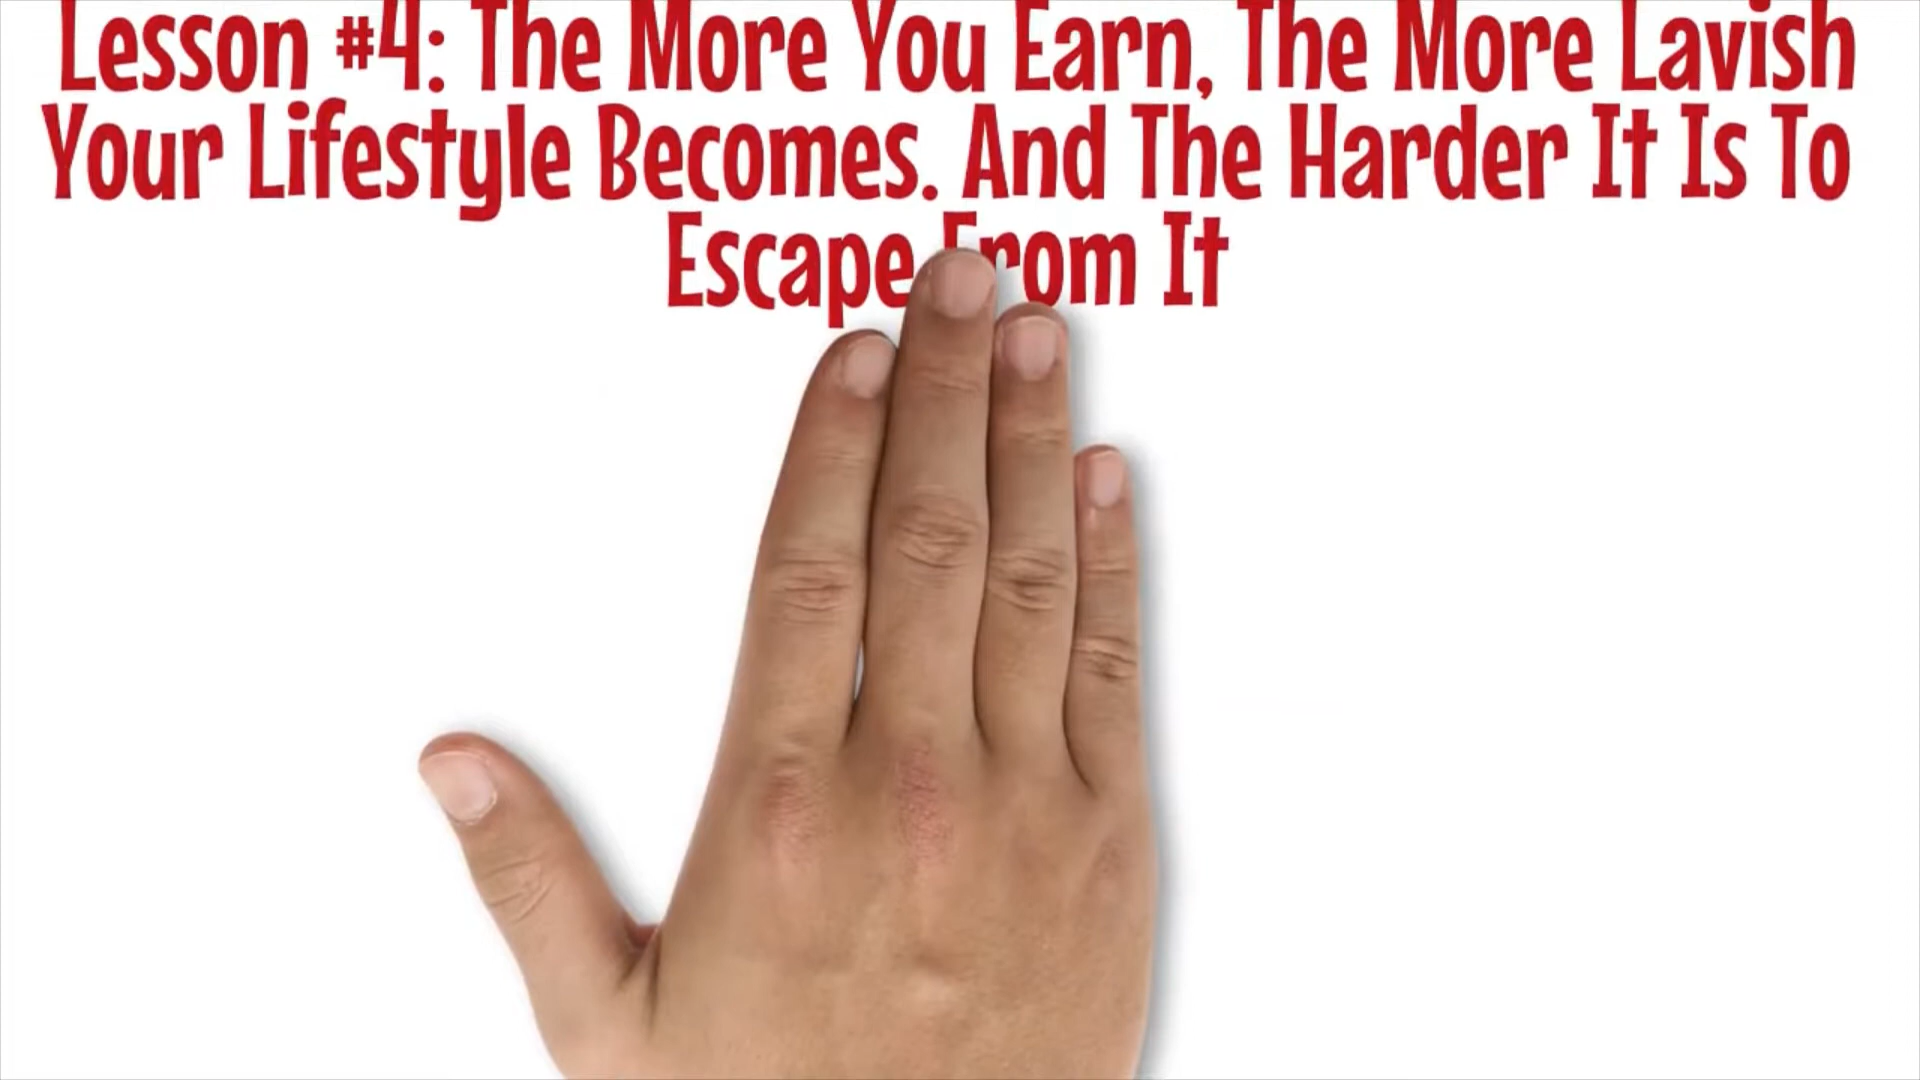 Lesson #4: The More You Earn, The More Lavish
Your Lifestyle Becomes. And The Harder It Is To
Escape From It